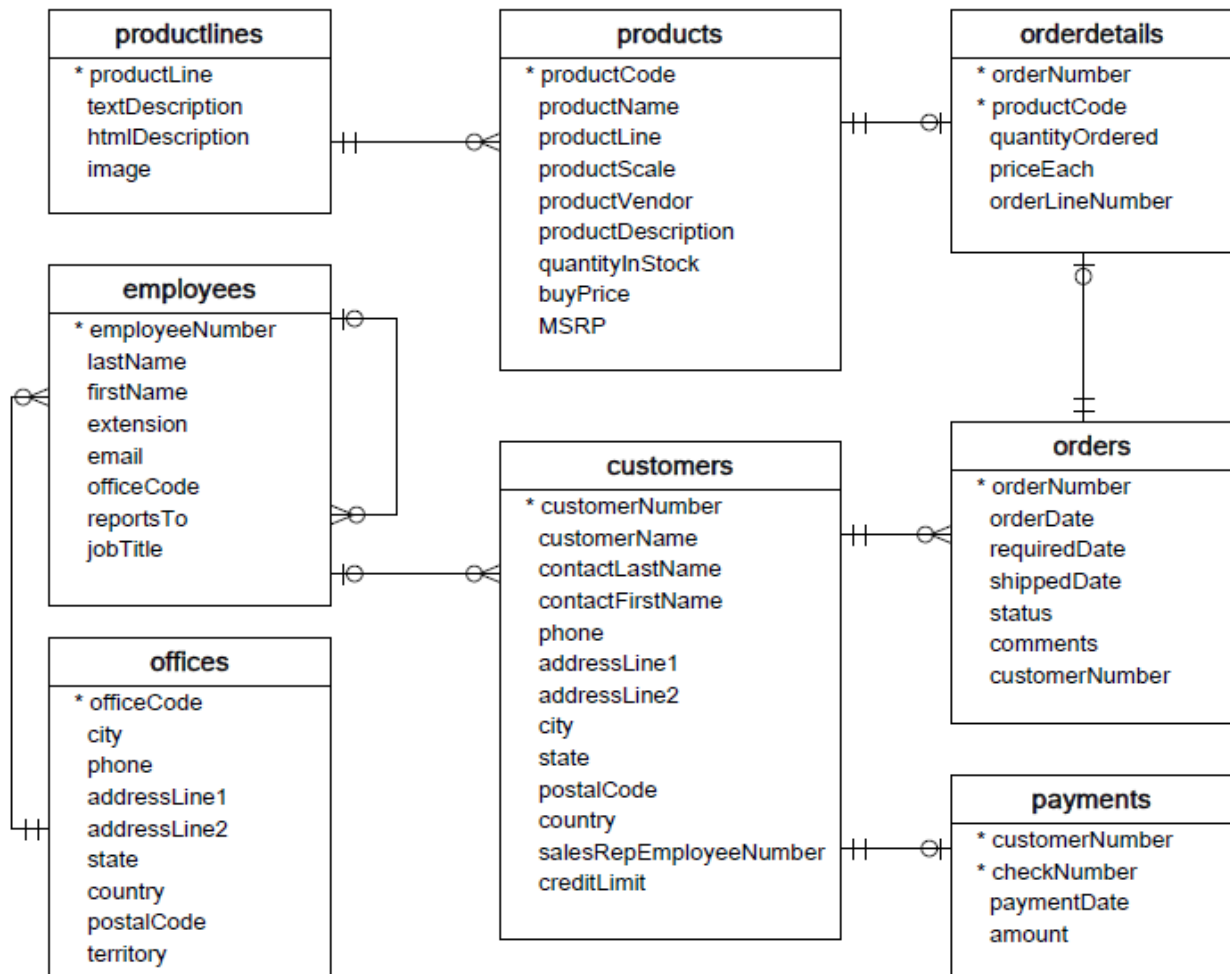 productlines
* productLine
textDescription
htmlDescription
image
products
* productCode
productName
productLine
productScale
productVendor
productDescription
quantityInStock
buyPrice
MSRP
orderdetails
* orderNumber
* productCode
quantityOrdered
priceEach
orderLineNumber
employees
* employeeNumber
lastName
firstName
extension
email
officeCode
reportsTo
jobTitle
customers
* customerNumber
customerName
contactLastName
contactFirstName
phone
addressLine1
addressLine2
city
state
postalCode
country
salesRepEmployeeNumber
creditLimit
orders
* orderNumber
orderDate
requiredDate
shippedDate
status
comments
customerNumber
offices
* officeCode
city
phone
addressLine1
addressLine2
state
country
postalCode
territory
payments
* customerNumber
* checkNumber
paymentDate
amount